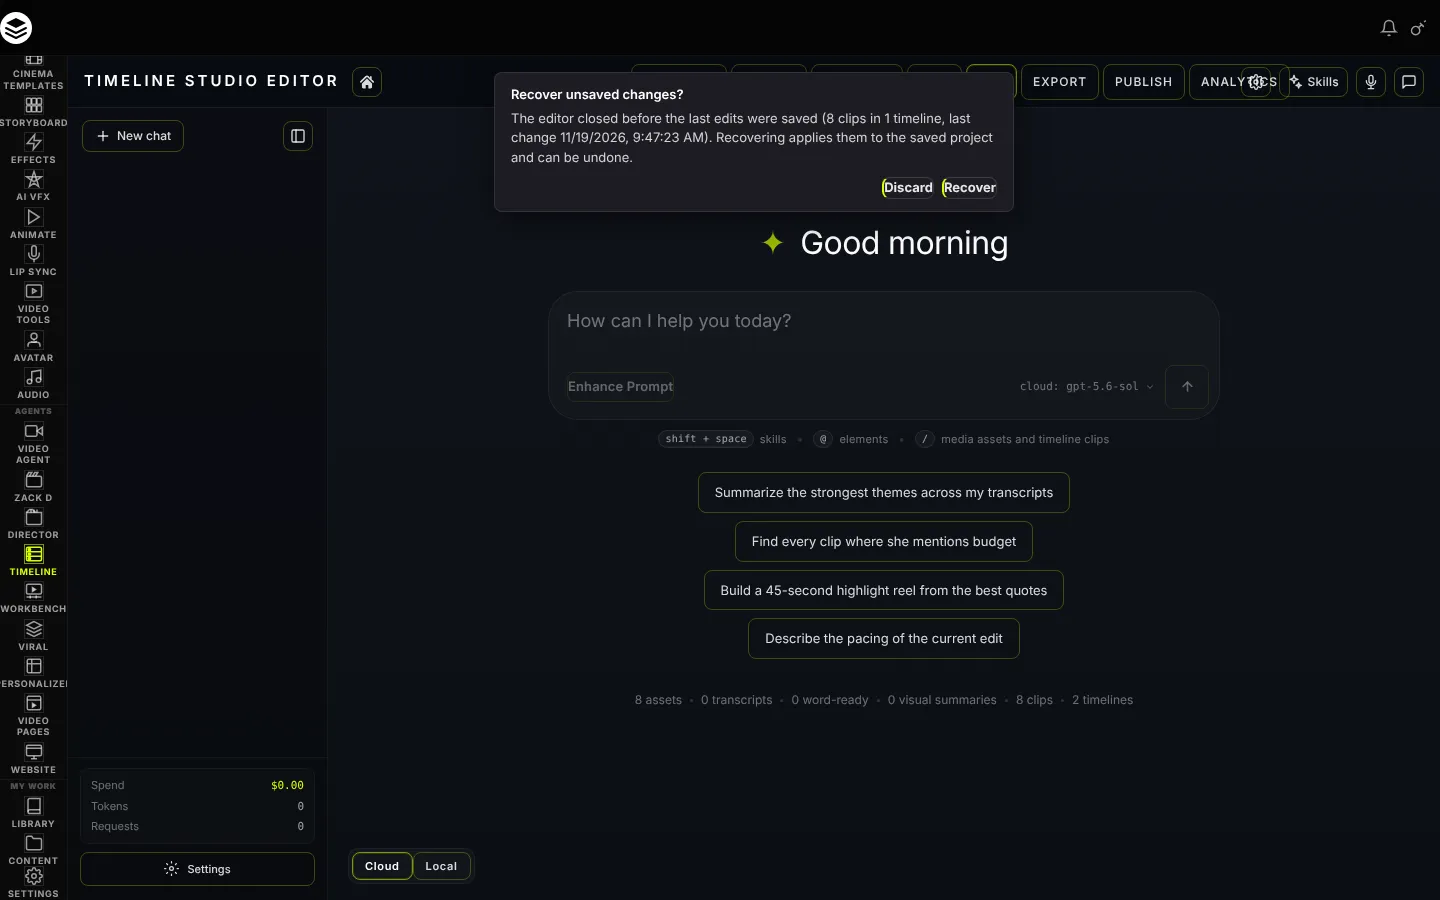 CINEMA
TEMPLATES
STORYBOARD
EFFECTS
AI VFX
ANIMATE
LIP SYNC
VIDEO
TOOLS
AVATAR
AUDIO
AGENTS
VIDEO
AGENT
ZACK D
DIRECTOR
TIMELINE
WORKBENCH
VIRAL
PERSONALIZE
VIDEO
PAGES
WEBSITE
MY WORK
LIBRARY
CONTENT
SETTINGS
TIMELINE STUDIO EDITOR
EXPORT
PUBLISH
ANALYTICS
Skills
New chat
Recover unsaved changes?
The editor closed before the last edits were saved (8 clips in 1 timeline, last
change 11/19/2026, 9:47:23 AM). Recovering applies them to the saved project
and can be undone.
Discard Recover
Good morning
How can I help you today?
Enhance Prompt
cloud: gpt-5.6-sol
shift + space skills • @ elements • / media assets and timeline clips
Summarize the strongest themes across my transcripts
Find every clip where she mentions budget
Build a 45-second highlight reel from the best quotes
Describe the pacing of the current edit
8 assets • 0 transcripts • 0 word-ready • 0 visual summaries • 8 clips • 2 timelines
Spend $0.00
Tokens 0
Requests 0
Settings
Cloud Local